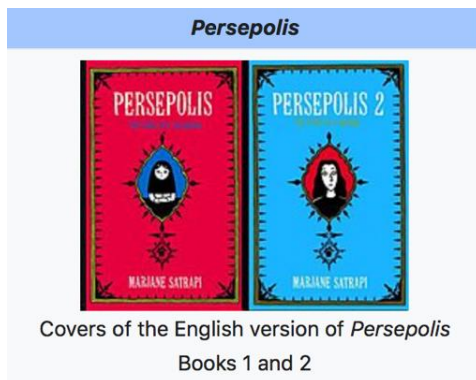 Persepolis
PERSEPOLIS
PERSEPOLIS 2
MARJANE SATRAPI
MARJANE SATRAPI
Covers of the English version of Persepolis
Books 1 and 2